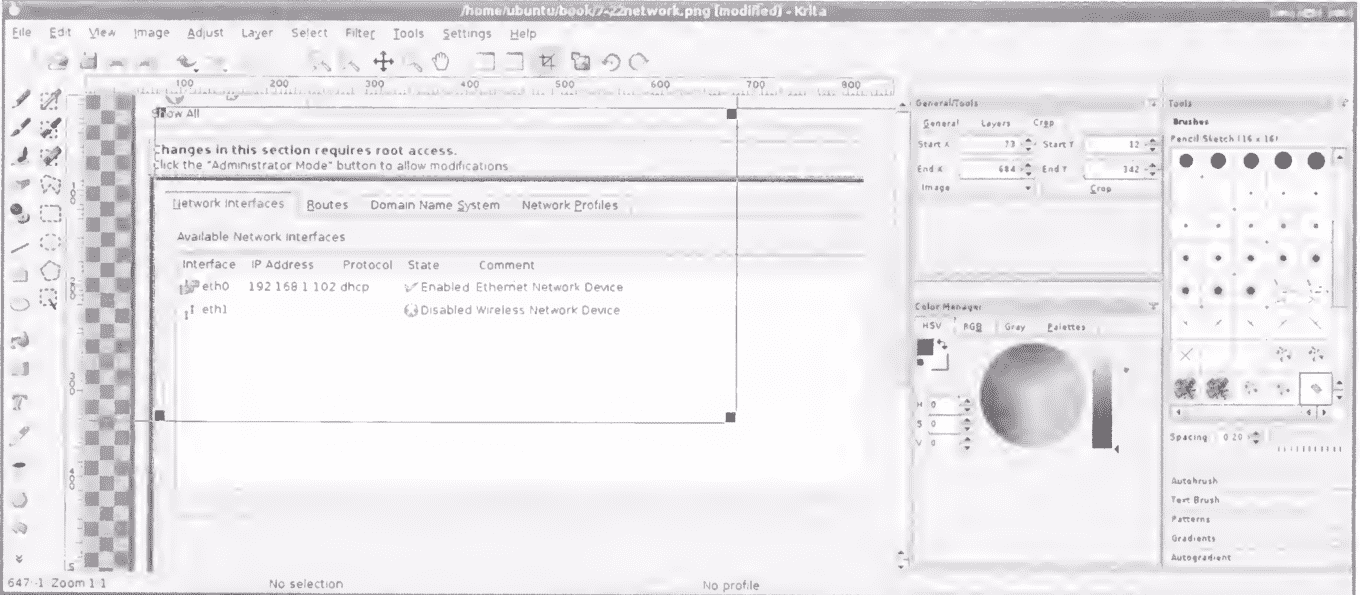 /home/ubuntu/book/7-22network.png [modified] - Krita
File Edit View Image Adjust Layer Select Filter Tools Settings Help
100 200 300 400 500 600 700 800 900
Show All
Changes in this section requires root access.
Click the "Administrator Mode" button to allow modifications
Network Interfaces Routes Domain Name System Network Profiles
Available Network Interfaces
Interface IP Address Protocol State Comment
eth0 192 168 1 102 dhcp Enabled Ethernet Network Device
eth1 Disabled Wireless Network Device
General/Tools
General Layers Crop
Start X 73 Start Y 12
End X 684 End Y 342
Image Crop
Color Manager
HSV RGB Gray Palettes
H 0
S 0
V 0
Tools
Brushes
Pencil Sketch (16 x 16)
Spacing 0 20
Autobrush
Text Brush
Patterns
Gradients
Autogradient
647 -1 Zoom 1 1 No selection No profile